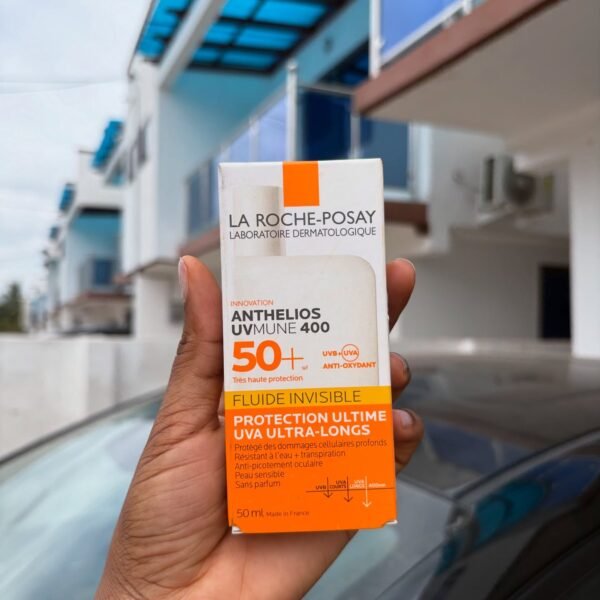 LA ROCHE-POSAY
LABORATOIRE DERMATOLOGIQUE
INNOVATION
ANTHELIOS
UVMUNE 400
50+
Très haute protection
UVB+UVA
ANTI-OXYDANT
FLUIDE INVISIBLE
PROTECTION ULTIME
UVA ULTRA-LONGS
Protège des dommages cellulaires profonds
Résistant à l'eau + transpiration
Anti-picotement oculaire
Peau sensible
Sans parfum
UVB
UVA COURTS
UVA LONGS
400nm
50 ml Made in France